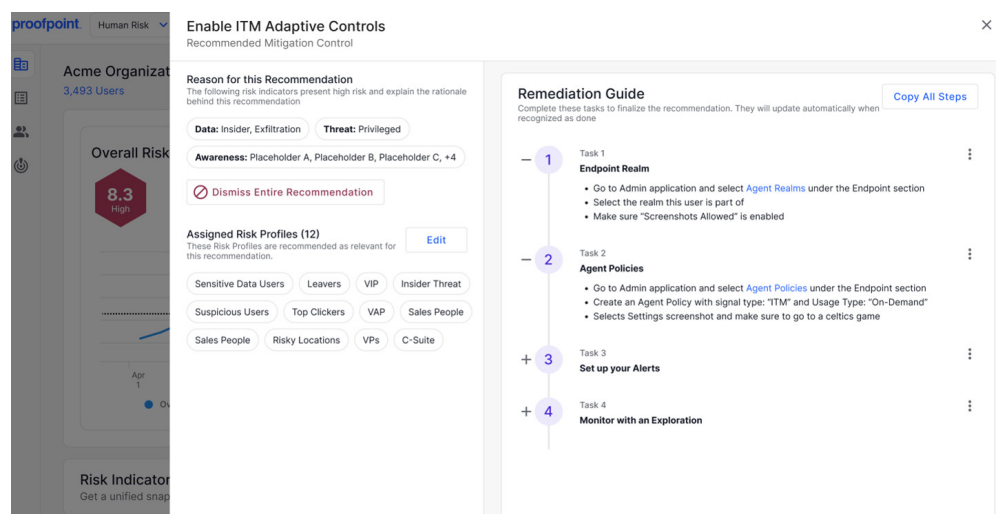 proofpoint.
Human Risk
Acme Organizat
3,493 Users
Overall Risk
8.3
High
Apr
1
Ov
Risk Indicator
Get a unified snap
Enable ITM Adaptive Controls
Recommended Mitigation Control
Reason for this Recommendation
The following risk indicators present high risk and explain the rationale
behind this recommendation
Data: Insider, Exfiltration
Threat: Privileged
Awareness: Placeholder A, Placeholder B, Placeholder C, +4
Dismiss Entire Recommendation
Assigned Risk Profiles (12)
These Risk Profiles are recommended as relevant for
this recommendation.
Edit
Sensitive Data Users
Leavers
VIP
Insider Threat
Suspicious Users
Top Clickers
VAP
Sales People
Sales People
Risky Locations
VPs
C-Suite
Remediation Guide
Complete these tasks to finalize the recommendation. They will update automatically when
recognized as done
Copy All Steps
1
Task 1
Endpoint Realm
• Go to Admin application and select Agent Realms under the Endpoint section
• Select the realm this user is part of
• Make sure "Screenshots Allowed" is enabled
2
Task 2
Agent Policies
• Go to Admin application and select Agent Policies under the Endpoint section
• Create an Agent Policy with signal type: "ITM" and Usage Type: "On-Demand"
• Selects Settings screenshot and make sure to go to a celtics game
3
Task 3
Set up your Alerts
4
Task 4
Monitor with an Exploration